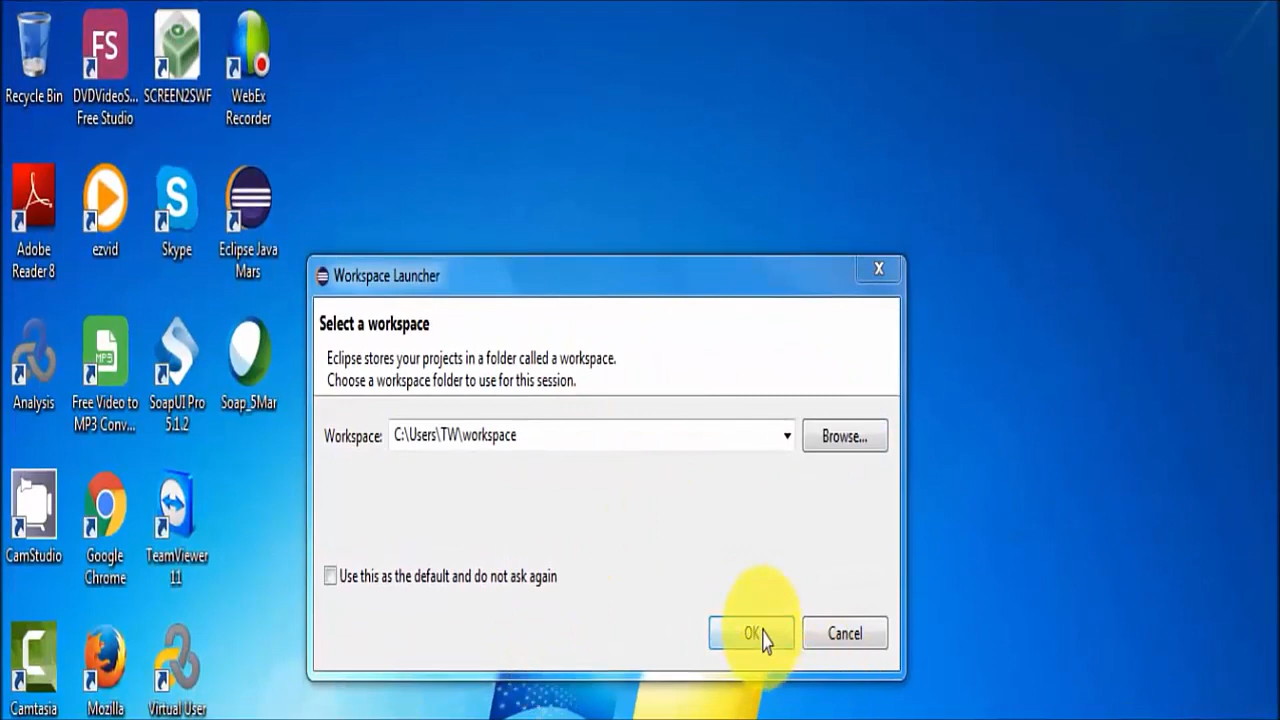 Recycle Bin
DVDVideoS...
Free Studio
FS
SCREEN2SWF
WebEx
Recorder
Adobe
Reader 8
ezvid
S
Skype
Eclipse Java
Mars
Analysis
MP3
Free Video to
MP3 Conv...
SoapUI Pro
5.1.2
Soap_5Mar
CamStudio
Google
Chrome
TeamViewer
11
Camtasia
Mozilla
Virtual User
Workspace Launcher
X
Select a workspace
Eclipse stores your projects in a folder called a workspace.
Choose a workspace folder to use for this session.
Workspace: C:\Users\TW\workspace
Browse...
Use this as the default and do not ask again
OK
Cancel